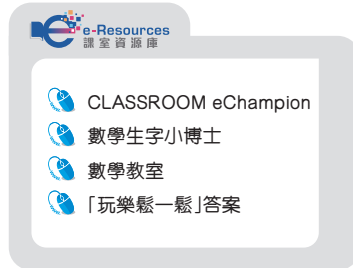 e-Resources
課室資源庫
CLASSROOM eChampion
數學生字小博士
數學教室
「玩樂鬆一鬆」答案